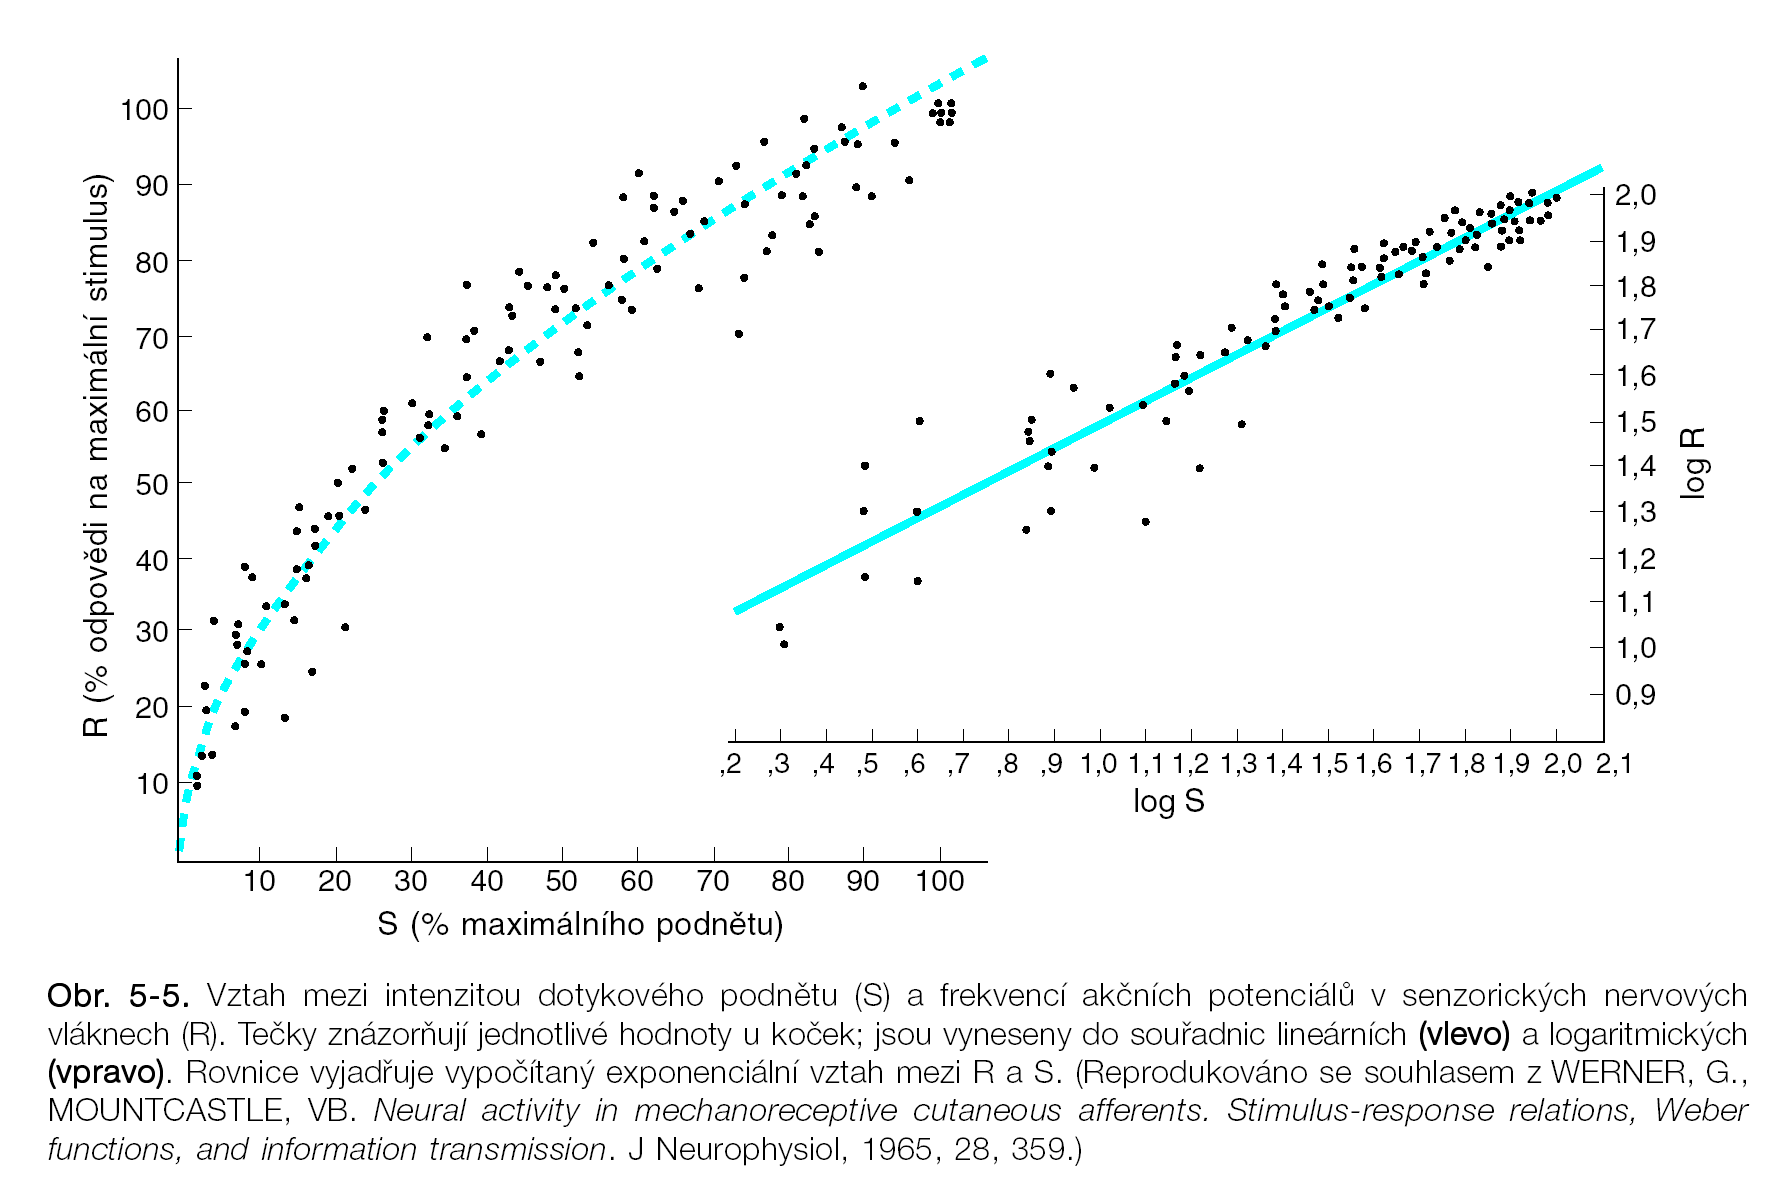 100
90
80
70
60
50
40
30
20
10
R (% odpovědi na maximální stimulus)
10 20 30 40 50 60 70 80 90 100
S (% maximálního podnětu)
2,0
1,9
1,8
1,7
1,6
1,5
1,4
1,3
1,2
1,1
1,0
0,9
log R
,2 ,3 ,4 ,5 ,6 ,7 ,8 ,9 1,0 1,1 1,2 1,3 1,4 1,5 1,6 1,7 1,8 1,9 2,0 2,1
log S
Obr. 5-5. Vztah mezi intenzitou dotykového podnětu (S) a frekvencí akčních potenciálů v senzorických nervových
vláknech (R). Tečky znázorňují jednotlivé hodnoty u koček; jsou vyneseny do souřadnic lineárních (vlevo) a logaritmických
(vpravo). Rovnice vyjadřuje vypočítaný exponenciální vztah mezi R a S. (Reprodukováno se souhlasem z WERNER, G.,
MOUNTCASTLE, VB. Neural activity in mechanoreceptive cutaneous afferents. Stimulus-response relations, Weber
functions, and information transmission. J Neurophysiol, 1965, 28, 359.)